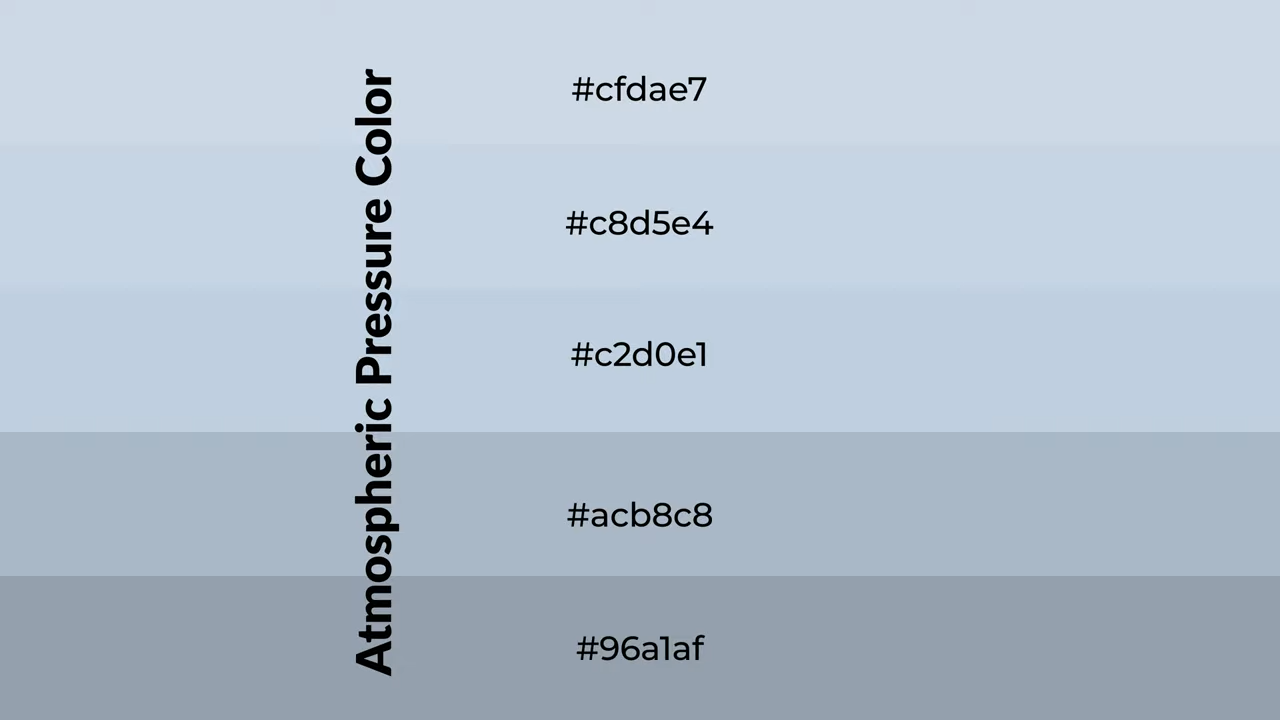 Atmospheric Pressure Color
#cfdae7
#c8d5e4
#c2d0e1
#acb8c8
#96a1af